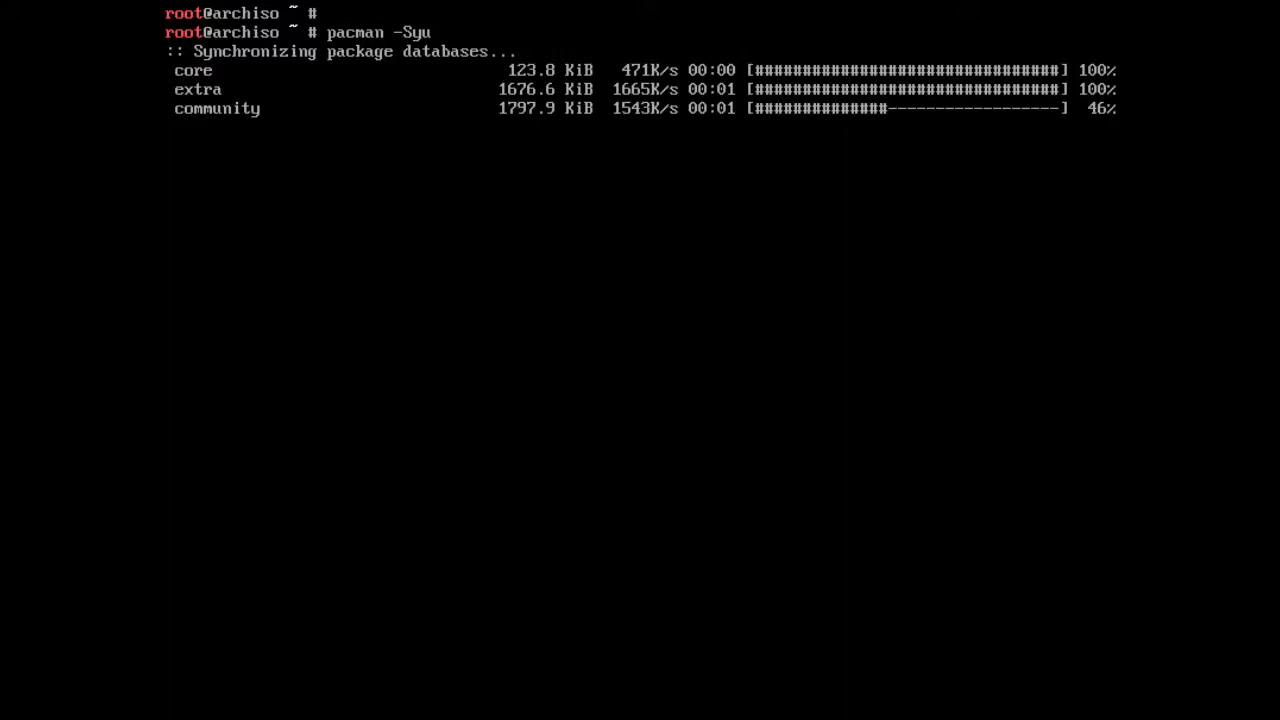 root@archiso ~ #
root@archiso ~ # pacman -Syu
:: Synchronizing package databases...
core 123.8 KiB 471K/s 00:00 [################################] 100%
extra 1676.6 KiB 1665K/s 00:01 [################################] 100%
community 1797.9 KiB 1543K/s 00:01 [##############------------------] 46%